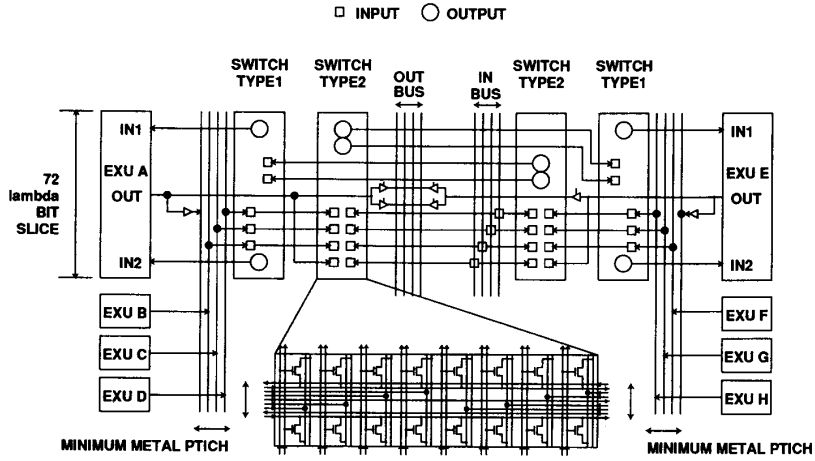 INPUT OUTPUT
SWITCH TYPE1
SWITCH TYPE2
OUT BUS
IN BUS
SWITCH TYPE2
SWITCH TYPE1
72 lambda BIT SLICE
IN1
EXU A
OUT
IN2
IN1
EXU E
OUT
IN2
EXU B
EXU C
EXU D
EXU F
EXU G
EXU H
MINIMUM METAL PTICH
MINIMUM METAL PTICH